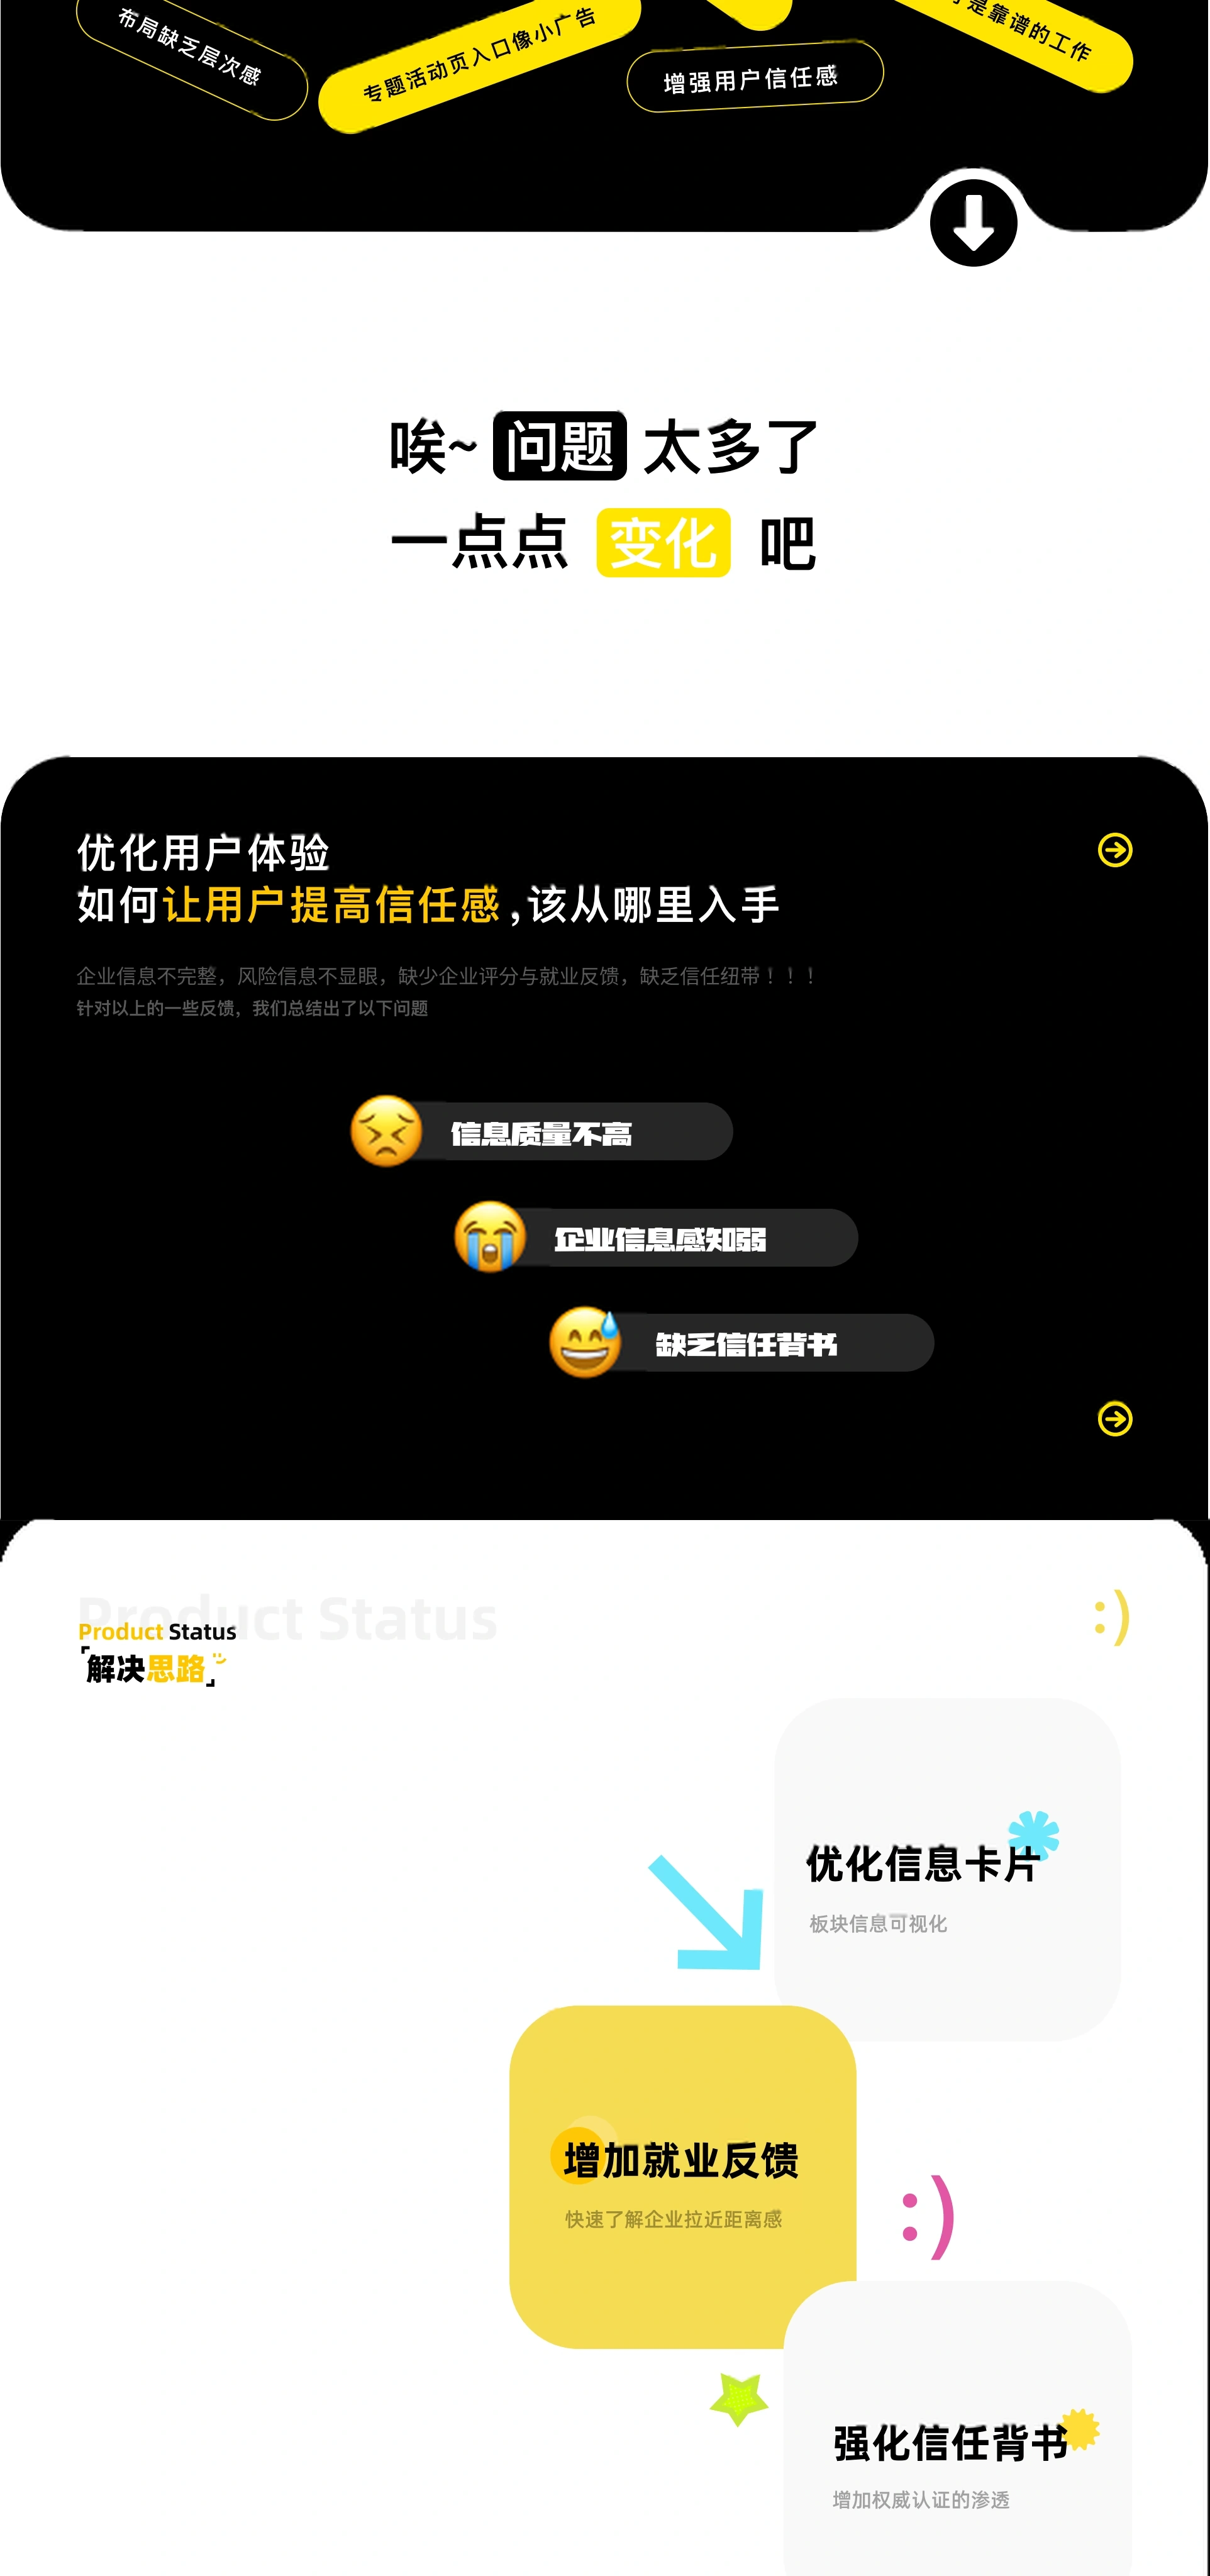 布局缺乏层次感
专题活动页入口像小广告
增强用户信任感
是靠谱的工作
唉~ 问题 太多了
一点点 变化 吧
优化用户体验
如何让用户提高信任感,该从哪里入手
企业信息不完整，风险信息不显眼，缺少企业评分与就业反馈，缺乏信任纽带！！！
针对以上的一些反馈，我们总结出了以下问题
信息质量不高
企业信息感知弱
缺乏信任背书
Product Status
Product Status
「解决思路」
:)
优化信息卡片
板块信息可视化
增加就业反馈
快速了解企业拉近距离感
:)
强化信任背书
增加权威认证的渗透